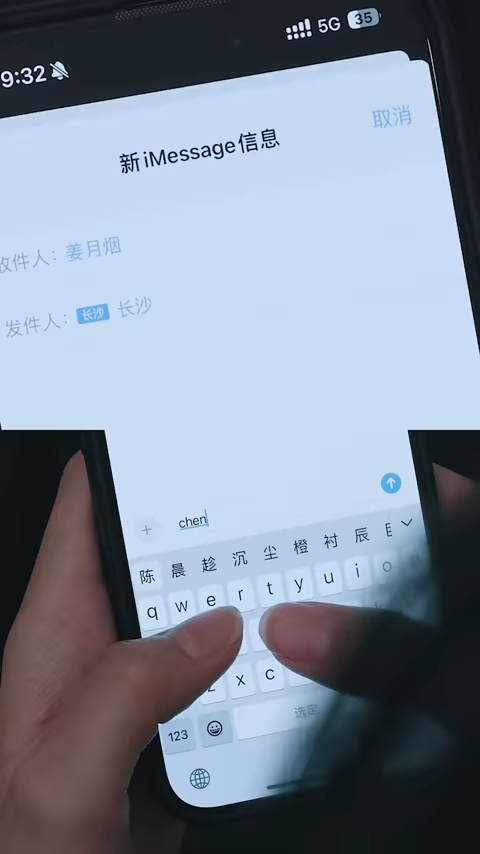 9:32 5G 35
取消
新iMessage信息
收件人：姜月烟
发件人：长沙 长沙
chen
陈 晨 趁 沉 尘 橙 衬 辰
q w e r t y u i o
z x c
123 选定